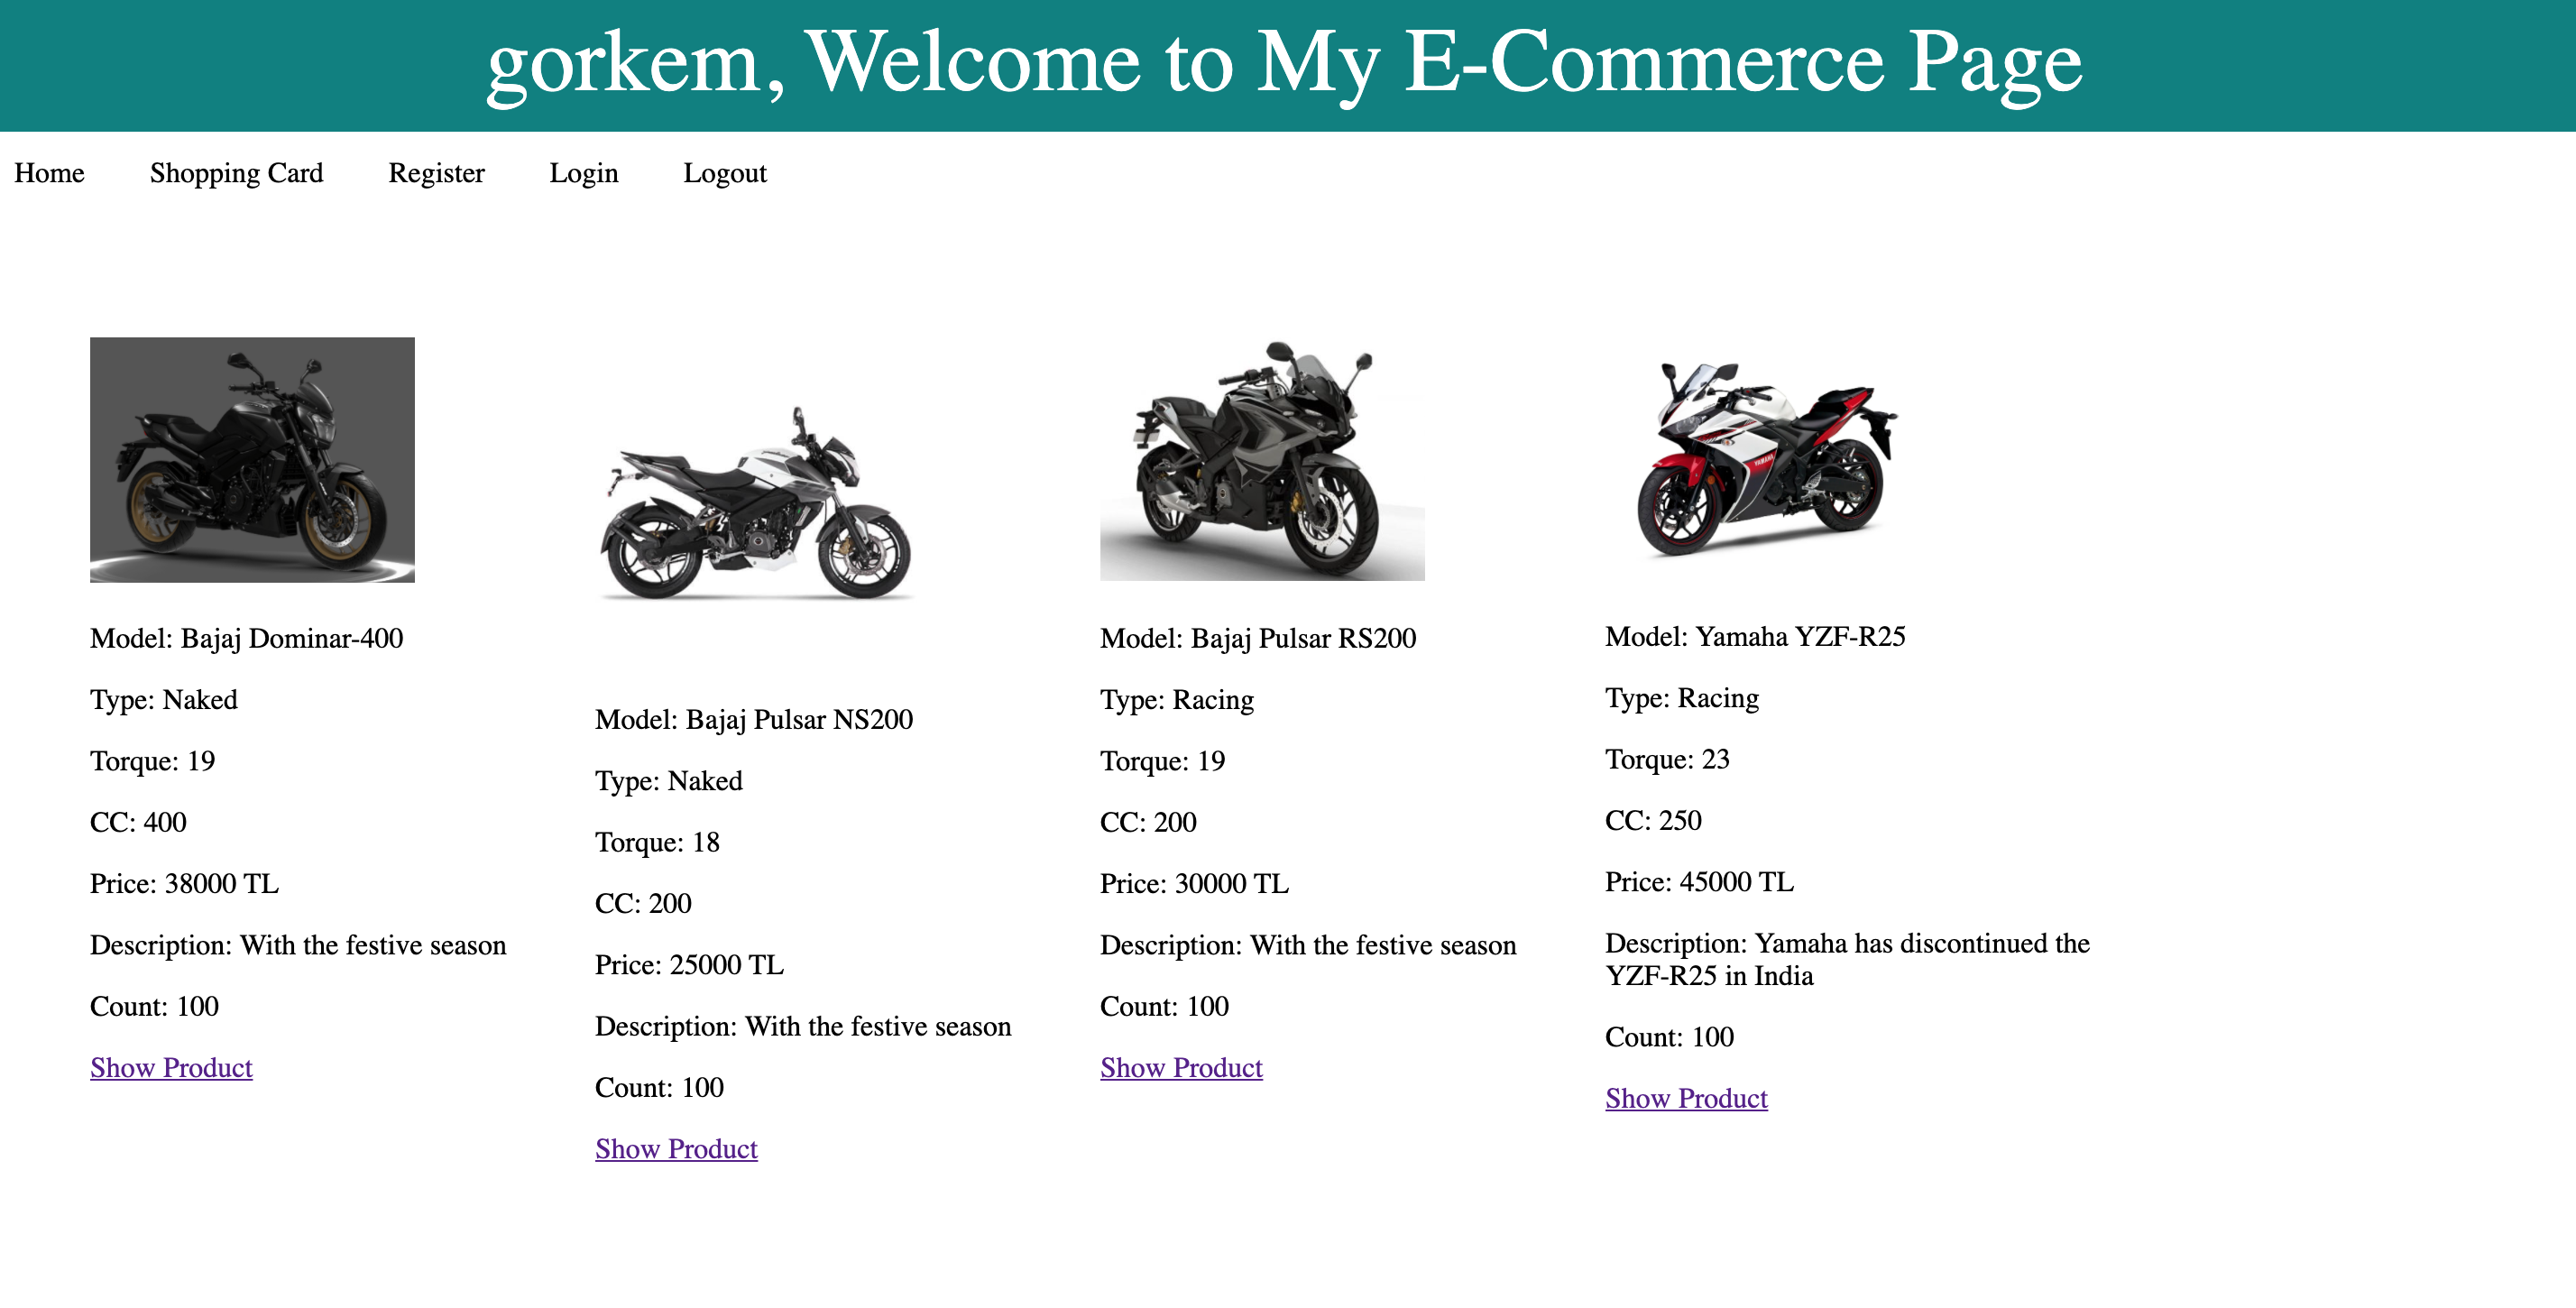 gorkem, Welcome to My E-Commerce Page
Home Shopping Card Register Login Logout
YAMAHA
Model: Bajaj Dominar-400
Type: Naked
Torque: 19
CC: 400
Price: 38000 TL
Description: With the festive season
Count: 100
Show Product
Model: Bajaj Pulsar NS200
Type: Naked
Torque: 18
CC: 200
Price: 25000 TL
Description: With the festive season
Count: 100
Show Product
Model: Bajaj Pulsar RS200
Type: Racing
Torque: 19
CC: 200
Price: 30000 TL
Description: With the festive season
Count: 100
Show Product
Model: Yamaha YZF-R25
Type: Racing
Torque: 23
CC: 250
Price: 45000 TL
Description: Yamaha has discontinued the
YZF-R25 in India
Count: 100
Show Product